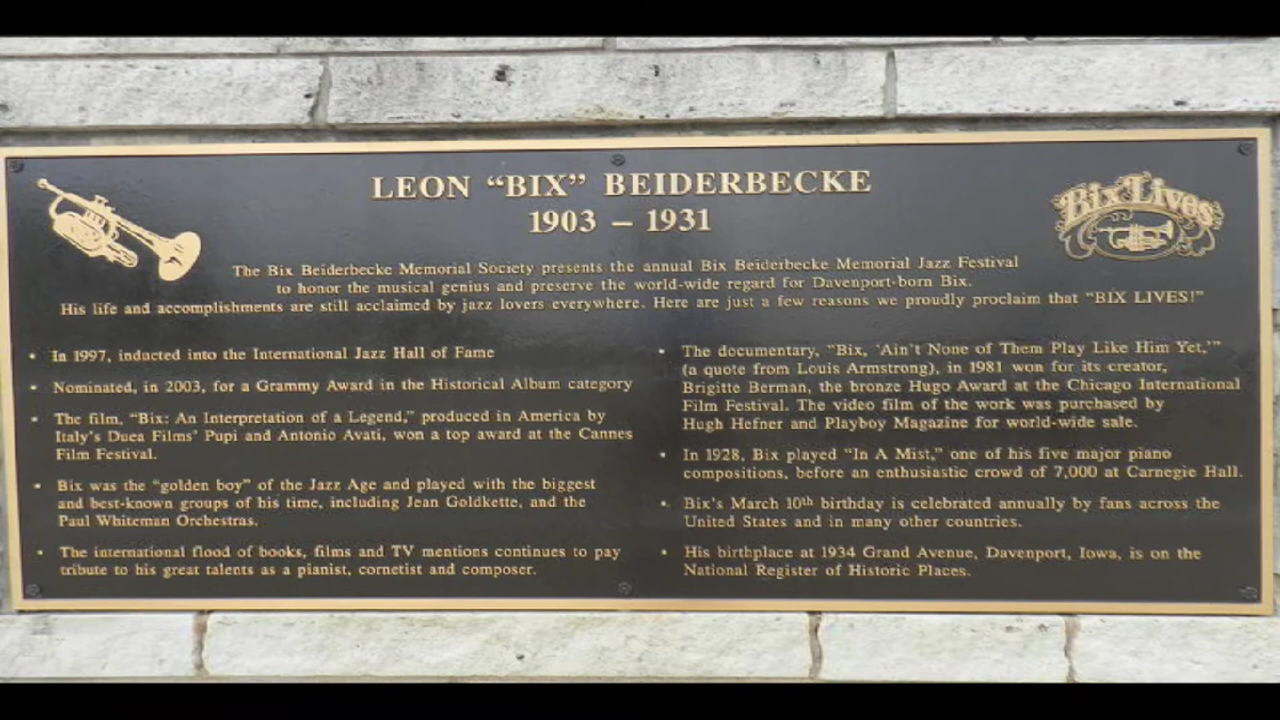 LEON “BIX” BEIDERBECKE
1903 – 1931
Bix Lives
The Bix Beiderbecke Memorial Society presents the annual Bix Beiderbecke Memorial Jazz Festival
to honor the musical genius and preserve the world-wide regard for Davenport-born Bix.
His life and accomplishments are still acclaimed by jazz lovers everywhere. Here are just a few reasons we proudly proclaim that “BIX LIVES!”
• In 1997, inducted into the International Jazz Hall of Fame
• Nominated, in 2003, for a Grammy Award in the Historical Album category
• The film, “Bix: An Interpretation of a Legend,” produced in America by
Italy’s Duea Films’ Pupi and Antonio Avati, won a top award at the Cannes
Film Festival.
• Bix was the “golden boy” of the Jazz Age and played with the biggest
and best-known groups of his time, including Jean Goldkette, and the
Paul Whiteman Orchestras.
• The international flood of books, films and TV mentions continues to pay
tribute to his great talents as a pianist, cornetist and composer.
• The documentary, “Bix, ‘Ain’t None of Them Play Like Him Yet,’”
(a quote from Louis Armstrong), in 1981 won for its creator,
Brigitte Berman, the bronze Hugo Award at the Chicago International
Film Festival. The video film of the work was purchased by
Hugh Hefner and Playboy Magazine for world-wide sale.
• In 1928, Bix played “In A Mist,” one of his five major piano
compositions, before an enthusiastic crowd of 7,000 at Carnegie Hall.
• Bix’s March 10th birthday is celebrated annually by fans across the
United States and in many other countries.
• His birthplace at 1934 Grand Avenue, Davenport, Iowa, is on the
National Register of Historic Places.